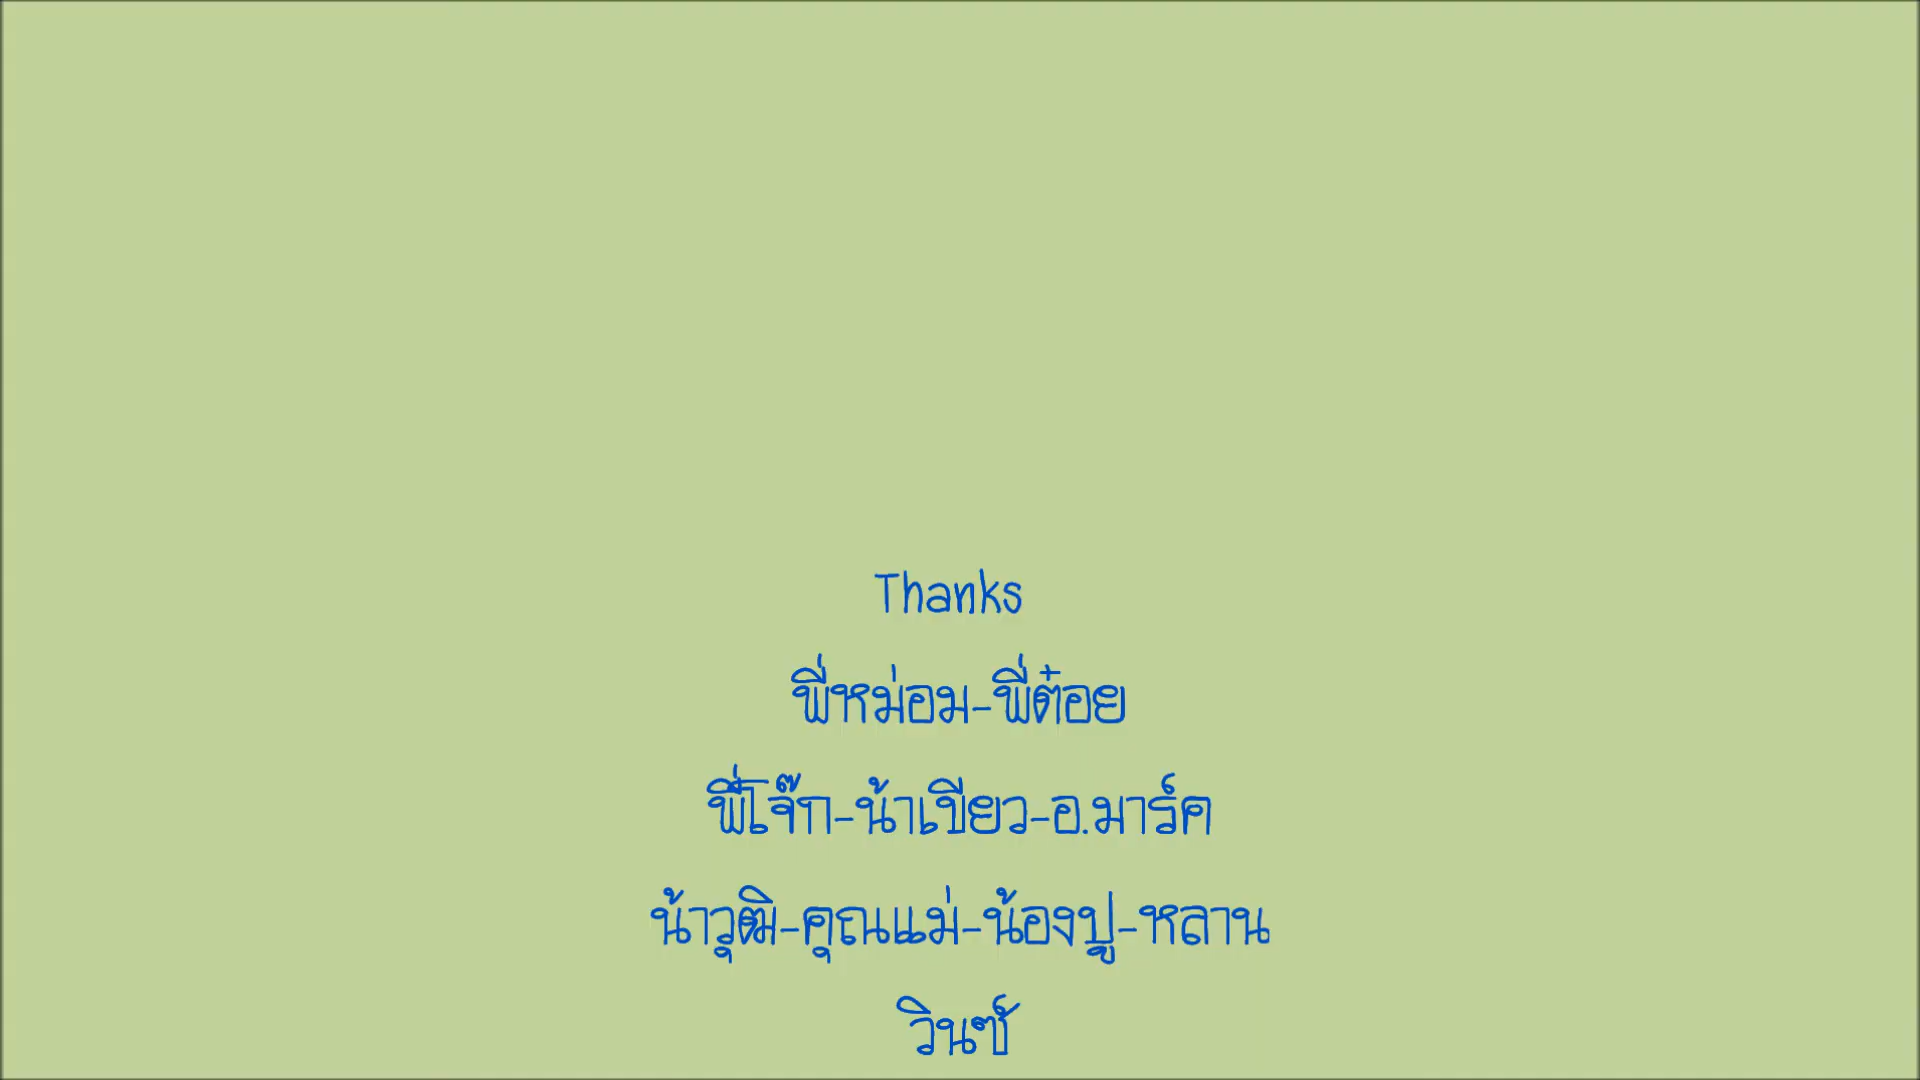 Thanks
พี่หม่อม-พี่ต๋อย
พี่โจ๊ก-น้าเขียว-อ.มาร์ค
น้าวุฒิ-คุณแม่-น้องปู-หลาน
วินซ์